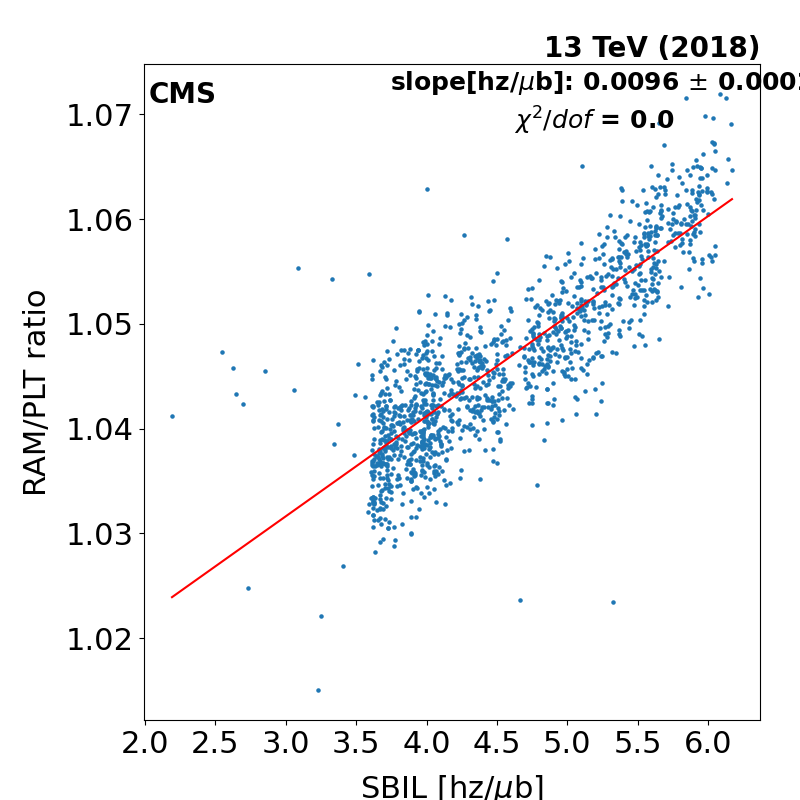 13 TeV (2018)
CMS
slope[hz/μb]: 0.0096 ± 0.000
χ²/dof = 0.0
1.07
1.06
1.05
1.04
1.03
1.02
RAM/PLT ratio
2.0 2.5 3.0 3.5 4.0 4.5 5.0 5.5 6.0
SBIL [hz/μb]